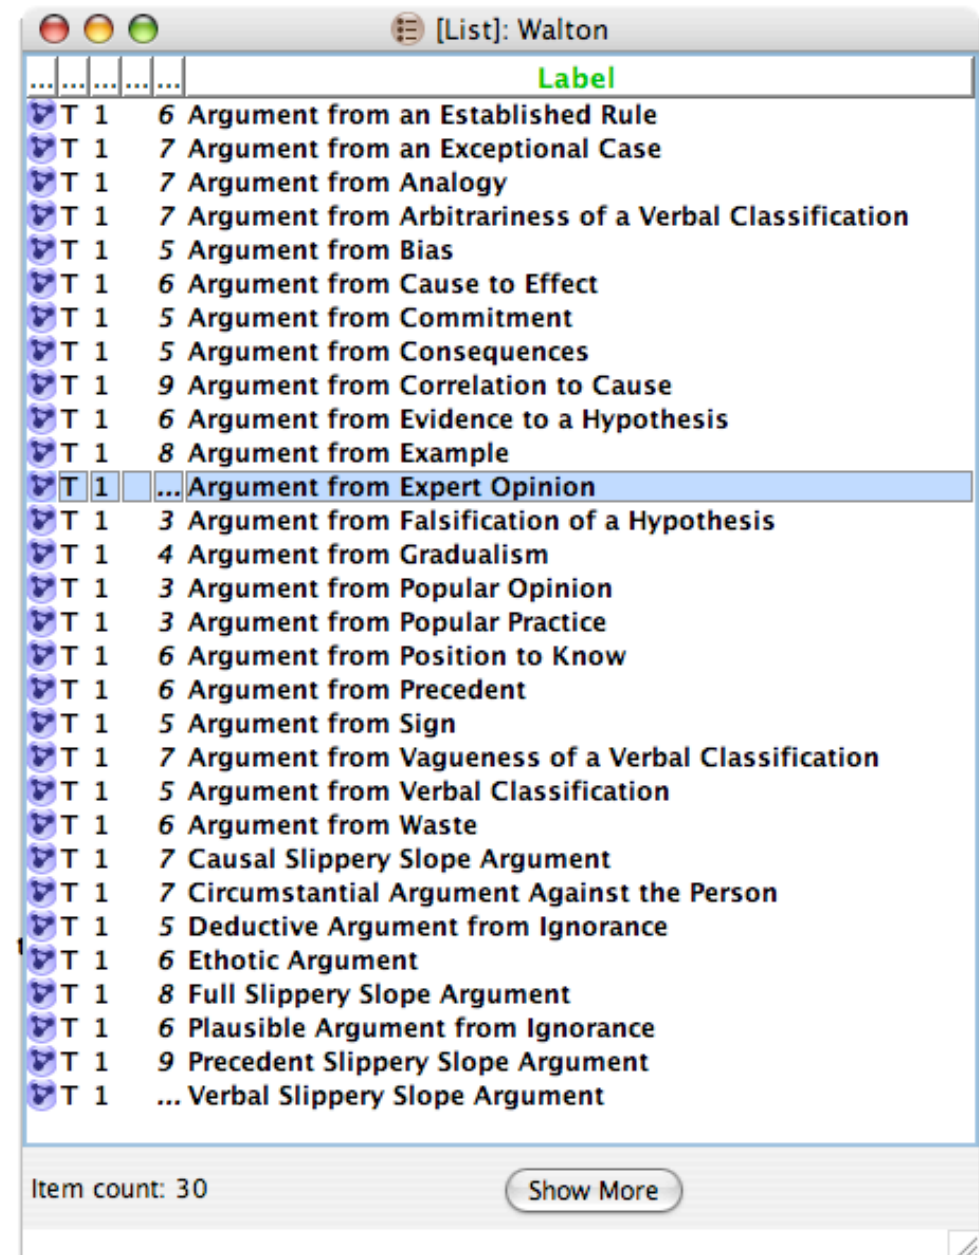 [List]: Walton
... ... ... ... ... Label
T 1 6 Argument from an Established Rule
T 1 7 Argument from an Exceptional Case
T 1 7 Argument from Analogy
T 1 7 Argument from Arbitrariness of a Verbal Classification
T 1 5 Argument from Bias
T 1 6 Argument from Cause to Effect
T 1 5 Argument from Commitment
T 1 5 Argument from Consequences
T 1 9 Argument from Correlation to Cause
T 1 6 Argument from Evidence to a Hypothesis
T 1 8 Argument from Example
T 1 ... Argument from Expert Opinion
T 1 3 Argument from Falsification of a Hypothesis
T 1 4 Argument from Gradualism
T 1 3 Argument from Popular Opinion
T 1 3 Argument from Popular Practice
T 1 6 Argument from Position to Know
T 1 6 Argument from Precedent
T 1 5 Argument from Sign
T 1 7 Argument from Vagueness of a Verbal Classification
T 1 5 Argument from Verbal Classification
T 1 6 Argument from Waste
T 1 7 Causal Slippery Slope Argument
T 1 7 Circumstantial Argument Against the Person
T 1 5 Deductive Argument from Ignorance
T 1 6 Ethotic Argument
T 1 8 Full Slippery Slope Argument
T 1 6 Plausible Argument from Ignorance
T 1 9 Precedent Slippery Slope Argument
T 1 ... Verbal Slippery Slope Argument
Item count: 30 Show More